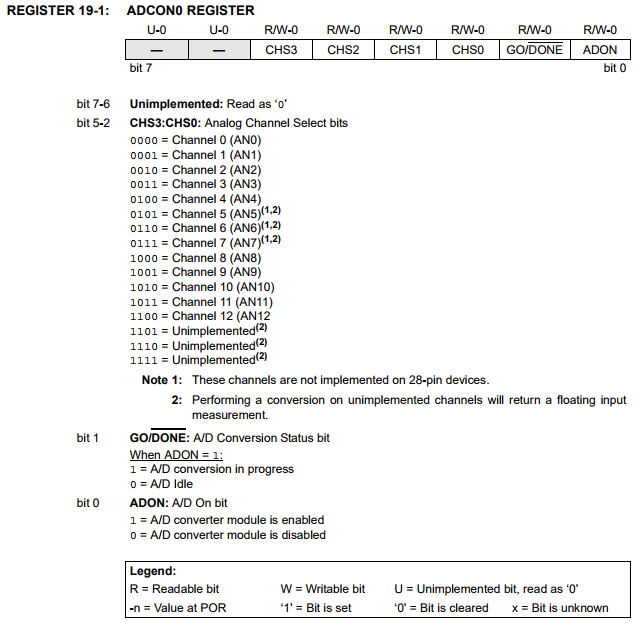 REGISTER 19-1: ADCON0 REGISTER
U-0 U-0 R/W-0 R/W-0 R/W-0 R/W-0 R/W-0 R/W-0
— — CHS3 CHS2 CHS1 CHS0 GO/DONE ADON
bit 7 bit 0
bit 7-6 Unimplemented: Read as ‘0’
bit 5-2 CHS3:CHS0: Analog Channel Select bits
0000 = Channel 0 (AN0)
0001 = Channel 1 (AN1)
0010 = Channel 2 (AN2)
0011 = Channel 3 (AN3)
0100 = Channel 4 (AN4)
0101 = Channel 5 (AN5)(1,2)
0110 = Channel 6 (AN6)(1,2)
0111 = Channel 7 (AN7)(1,2)
1000 = Channel 8 (AN8)
1001 = Channel 9 (AN9)
1010 = Channel 10 (AN10)
1011 = Channel 11 (AN11)
1100 = Channel 12 (AN12
1101 = Unimplemented(2)
1110 = Unimplemented(2)
1111 = Unimplemented(2)
Note 1: These channels are not implemented on 28-pin devices.
2: Performing a conversion on unimplemented channels will return a floating input
measurement.
bit 1 GO/DONE: A/D Conversion Status bit
When ADON = 1:
1 = A/D conversion in progress
0 = A/D Idle
bit 0 ADON: A/D On bit
1 = A/D converter module is enabled
0 = A/D converter module is disabled
Legend:
R = Readable bit W = Writable bit U = Unimplemented bit, read as ‘0’
-n = Value at POR ‘1’ = Bit is set ‘0’ = Bit is cleared x = Bit is unknown